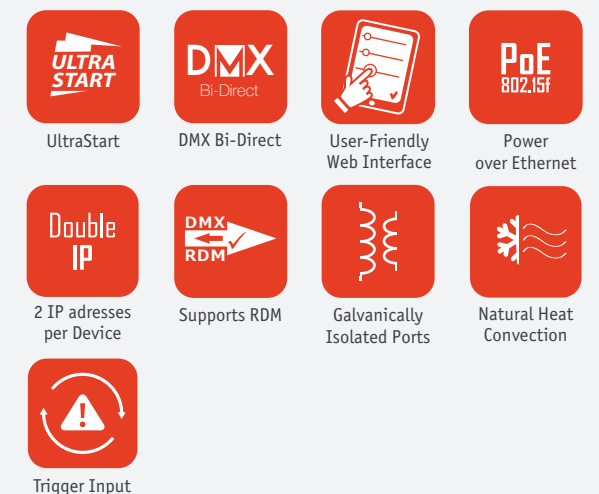 ULTRA
START
UltraStart
DMX
Bi-Direct
DMX Bi-Direct
User-Friendly
Web Interface
PoE
802.15f
Power
over Ethernet
Double
IP
2 IP adresses
per Device
DMX
RDM
Supports RDM
Galvanically
Isolated Ports
Natural Heat
Convection
!
Trigger Input